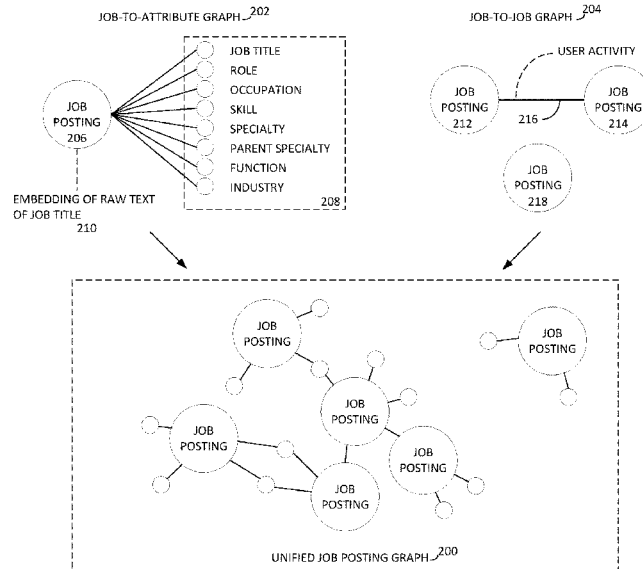 JOB-TO-ATTRIBUTE GRAPH 202
JOB TITLE
ROLE
OCCUPATION
SKILL
SPECIALTY
PARENT SPECIALTY
FUNCTION
INDUSTRY
208
JOB
POSTING
206
EMBEDDING OF RAW TEXT
OF JOB TITLE
210
JOB-TO-JOB GRAPH 204
USER ACTIVITY
JOB
POSTING
212
216
JOB
POSTING
214
JOB
POSTING
218
JOB
POSTING
JOB
POSTING
JOB
POSTING
JOB
POSTING
JOB
POSTING
JOB
POSTING
UNIFIED JOB POSTING GRAPH 200